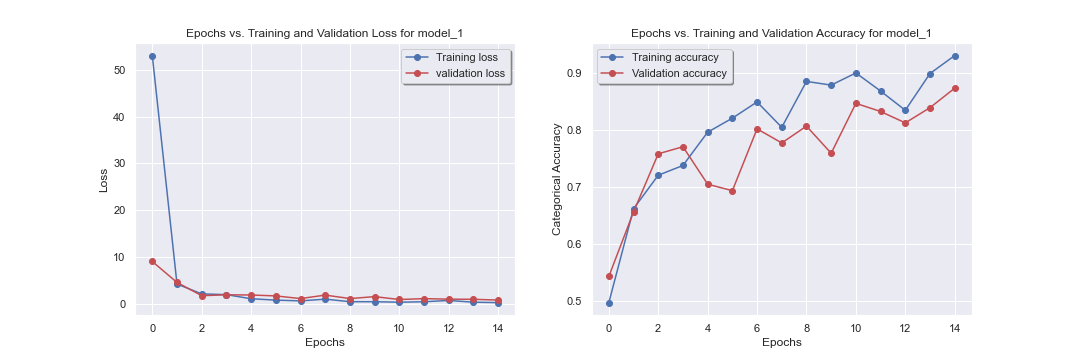 Epochs vs. Training and Validation Loss for model_1
Training loss
validation loss
50
40
30
20
10
0
Loss
0 2 4 6 8 10 12 14
Epochs
Epochs vs. Training and Validation Accuracy for model_1
Training accuracy
Validation accuracy
0.9
0.8
0.7
0.6
0.5
Categorical Accuracy
0 2 4 6 8 10 12 14
Epochs